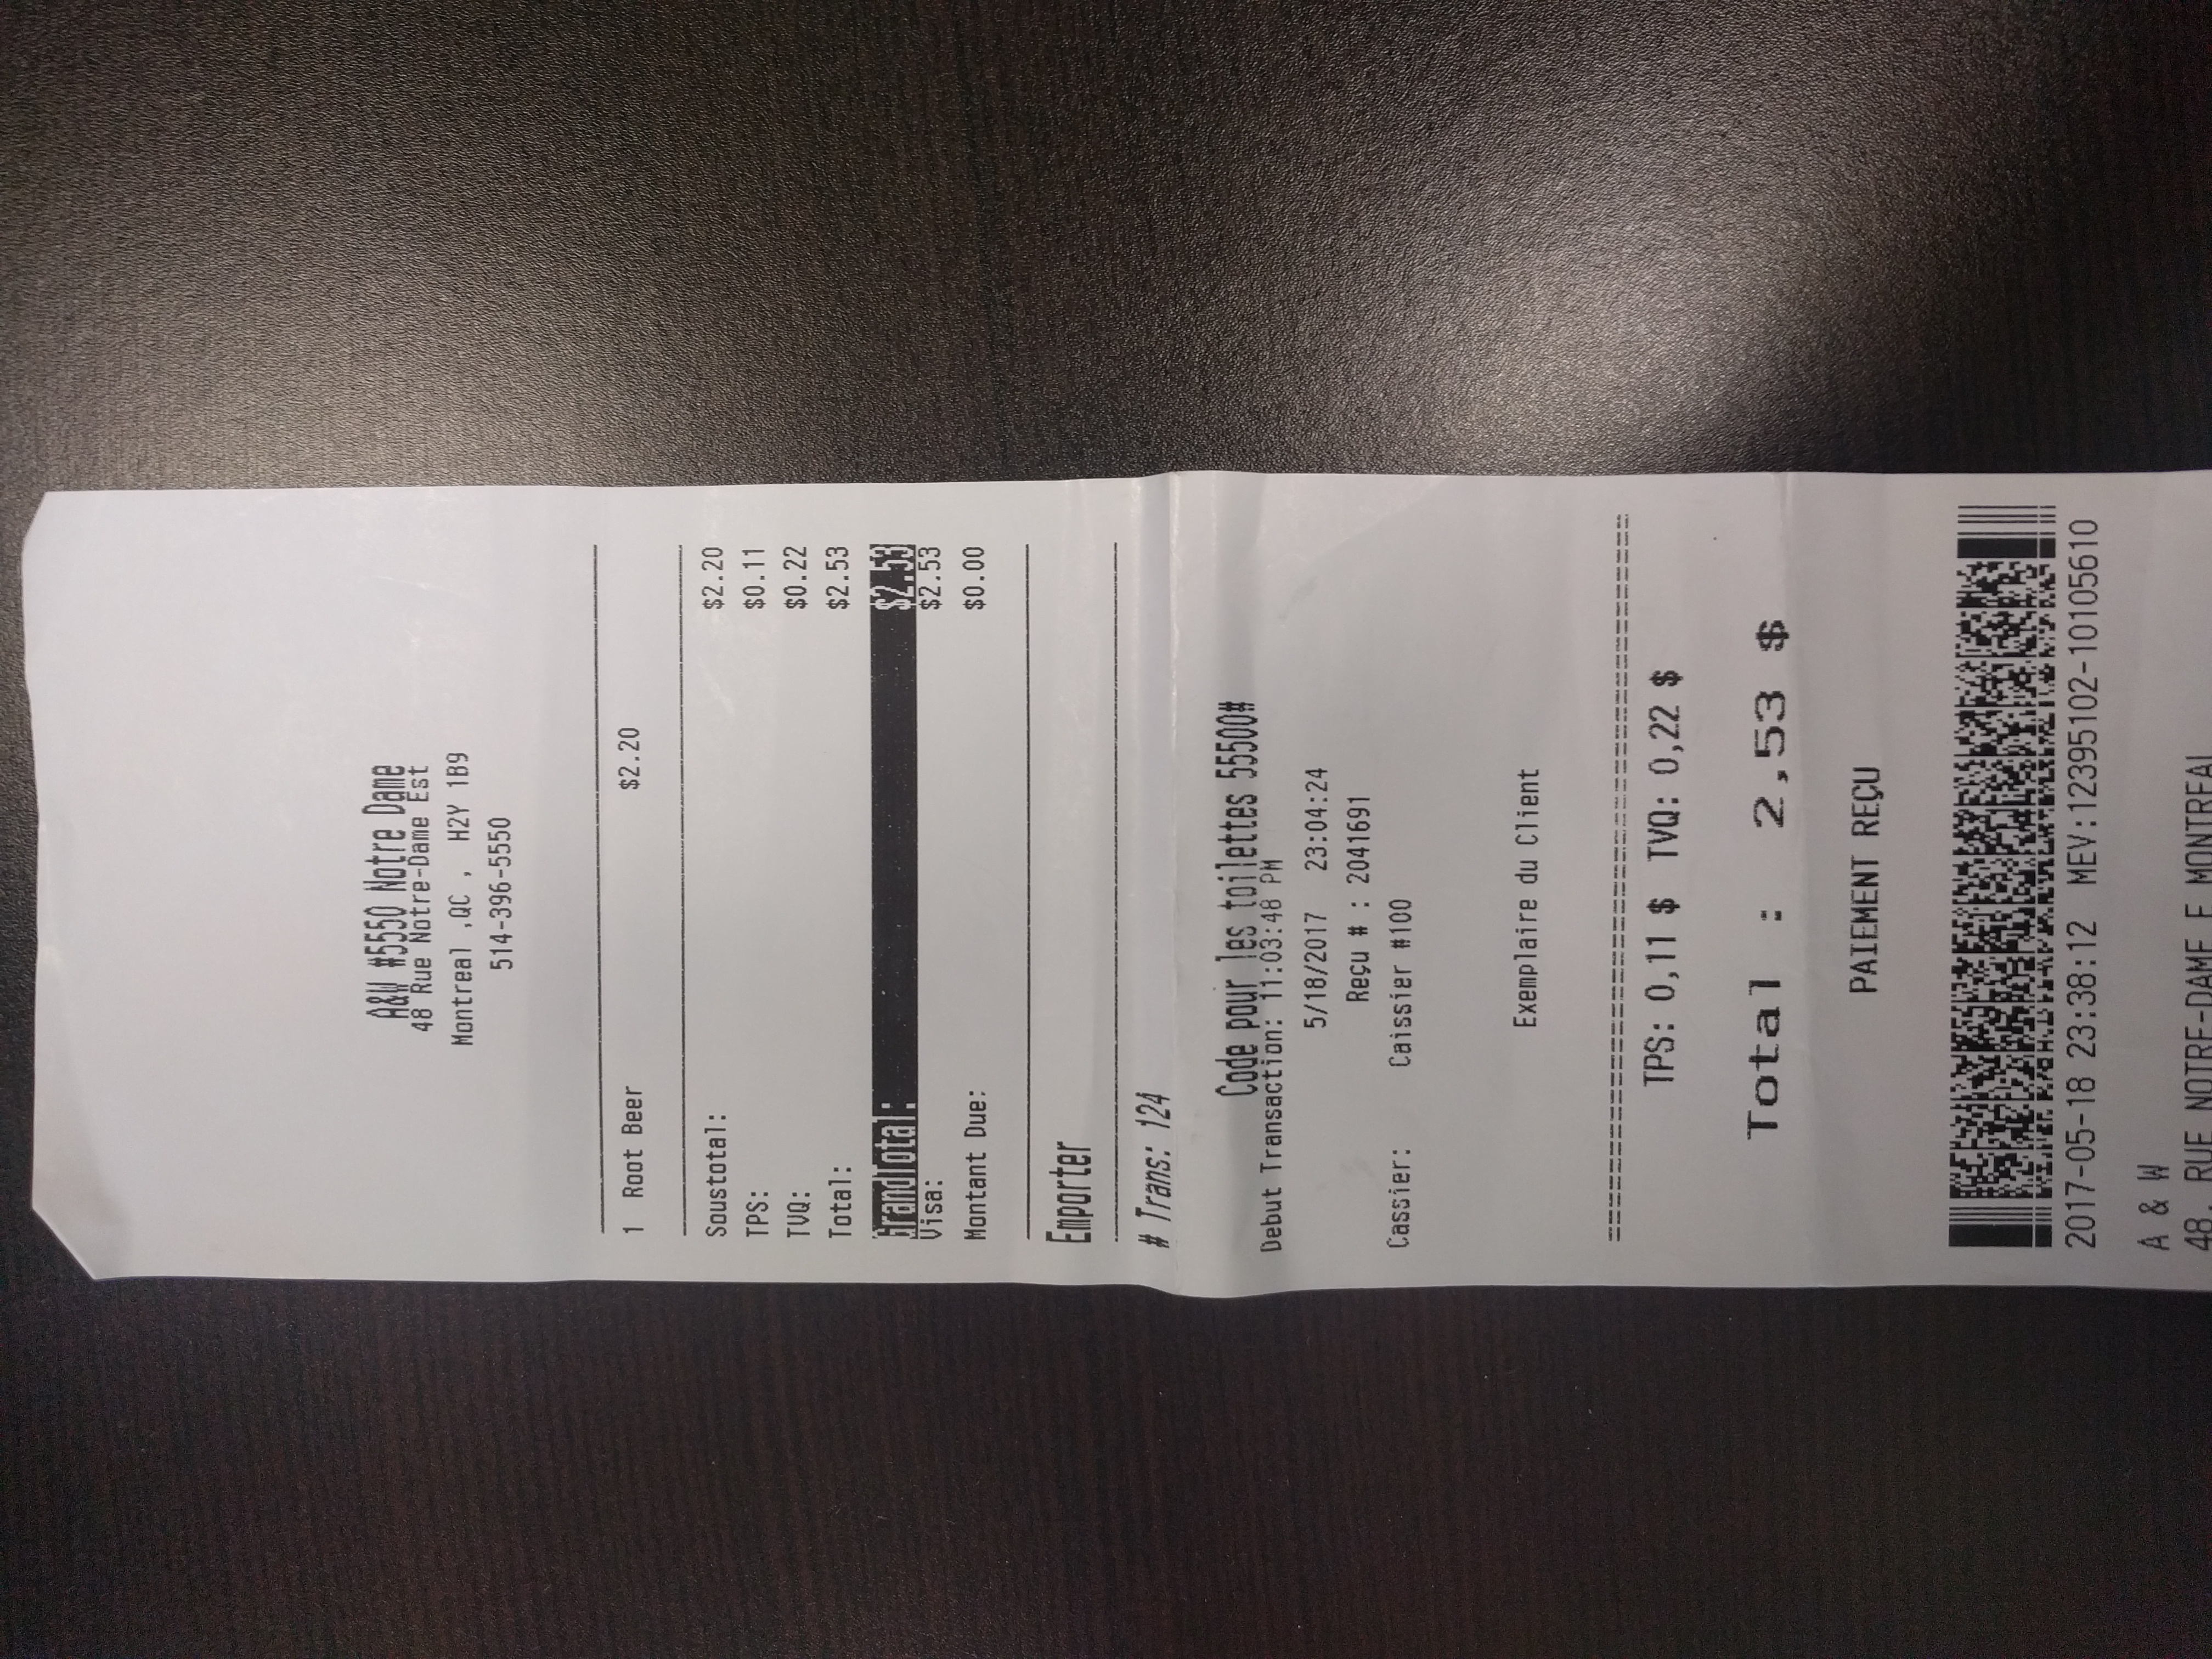 A&W #5550 Notre Dame
48 Rue Notre-Dame Est
Montreal ,QC , H2Y 1B9
514-396-5550
1 Root Beer $2.20
Soustotal: $2.20
TPS: $0.11
TVQ: $0.22
Total: $2.53
GrandTotal: $2.53
Visa: $2.53
Montant Due: $0.00
Emporter
# Trans: 124
Code pour les toilettes 55500#
Debut Transaction: 11:03:48 PM
5/18/2017 23:04:24
Reçu # : 2041691
Cassier: Caissier #100
Exemplaire du Client
TPS: 0,11 $ TVQ: 0,22 $
Total : 2,53 $
PAIEMENT REÇU
2017-05-18 23:38:12 MEV:12395102-10105610
A & W
48, RUE NOTRE-DAME E MONTREAL